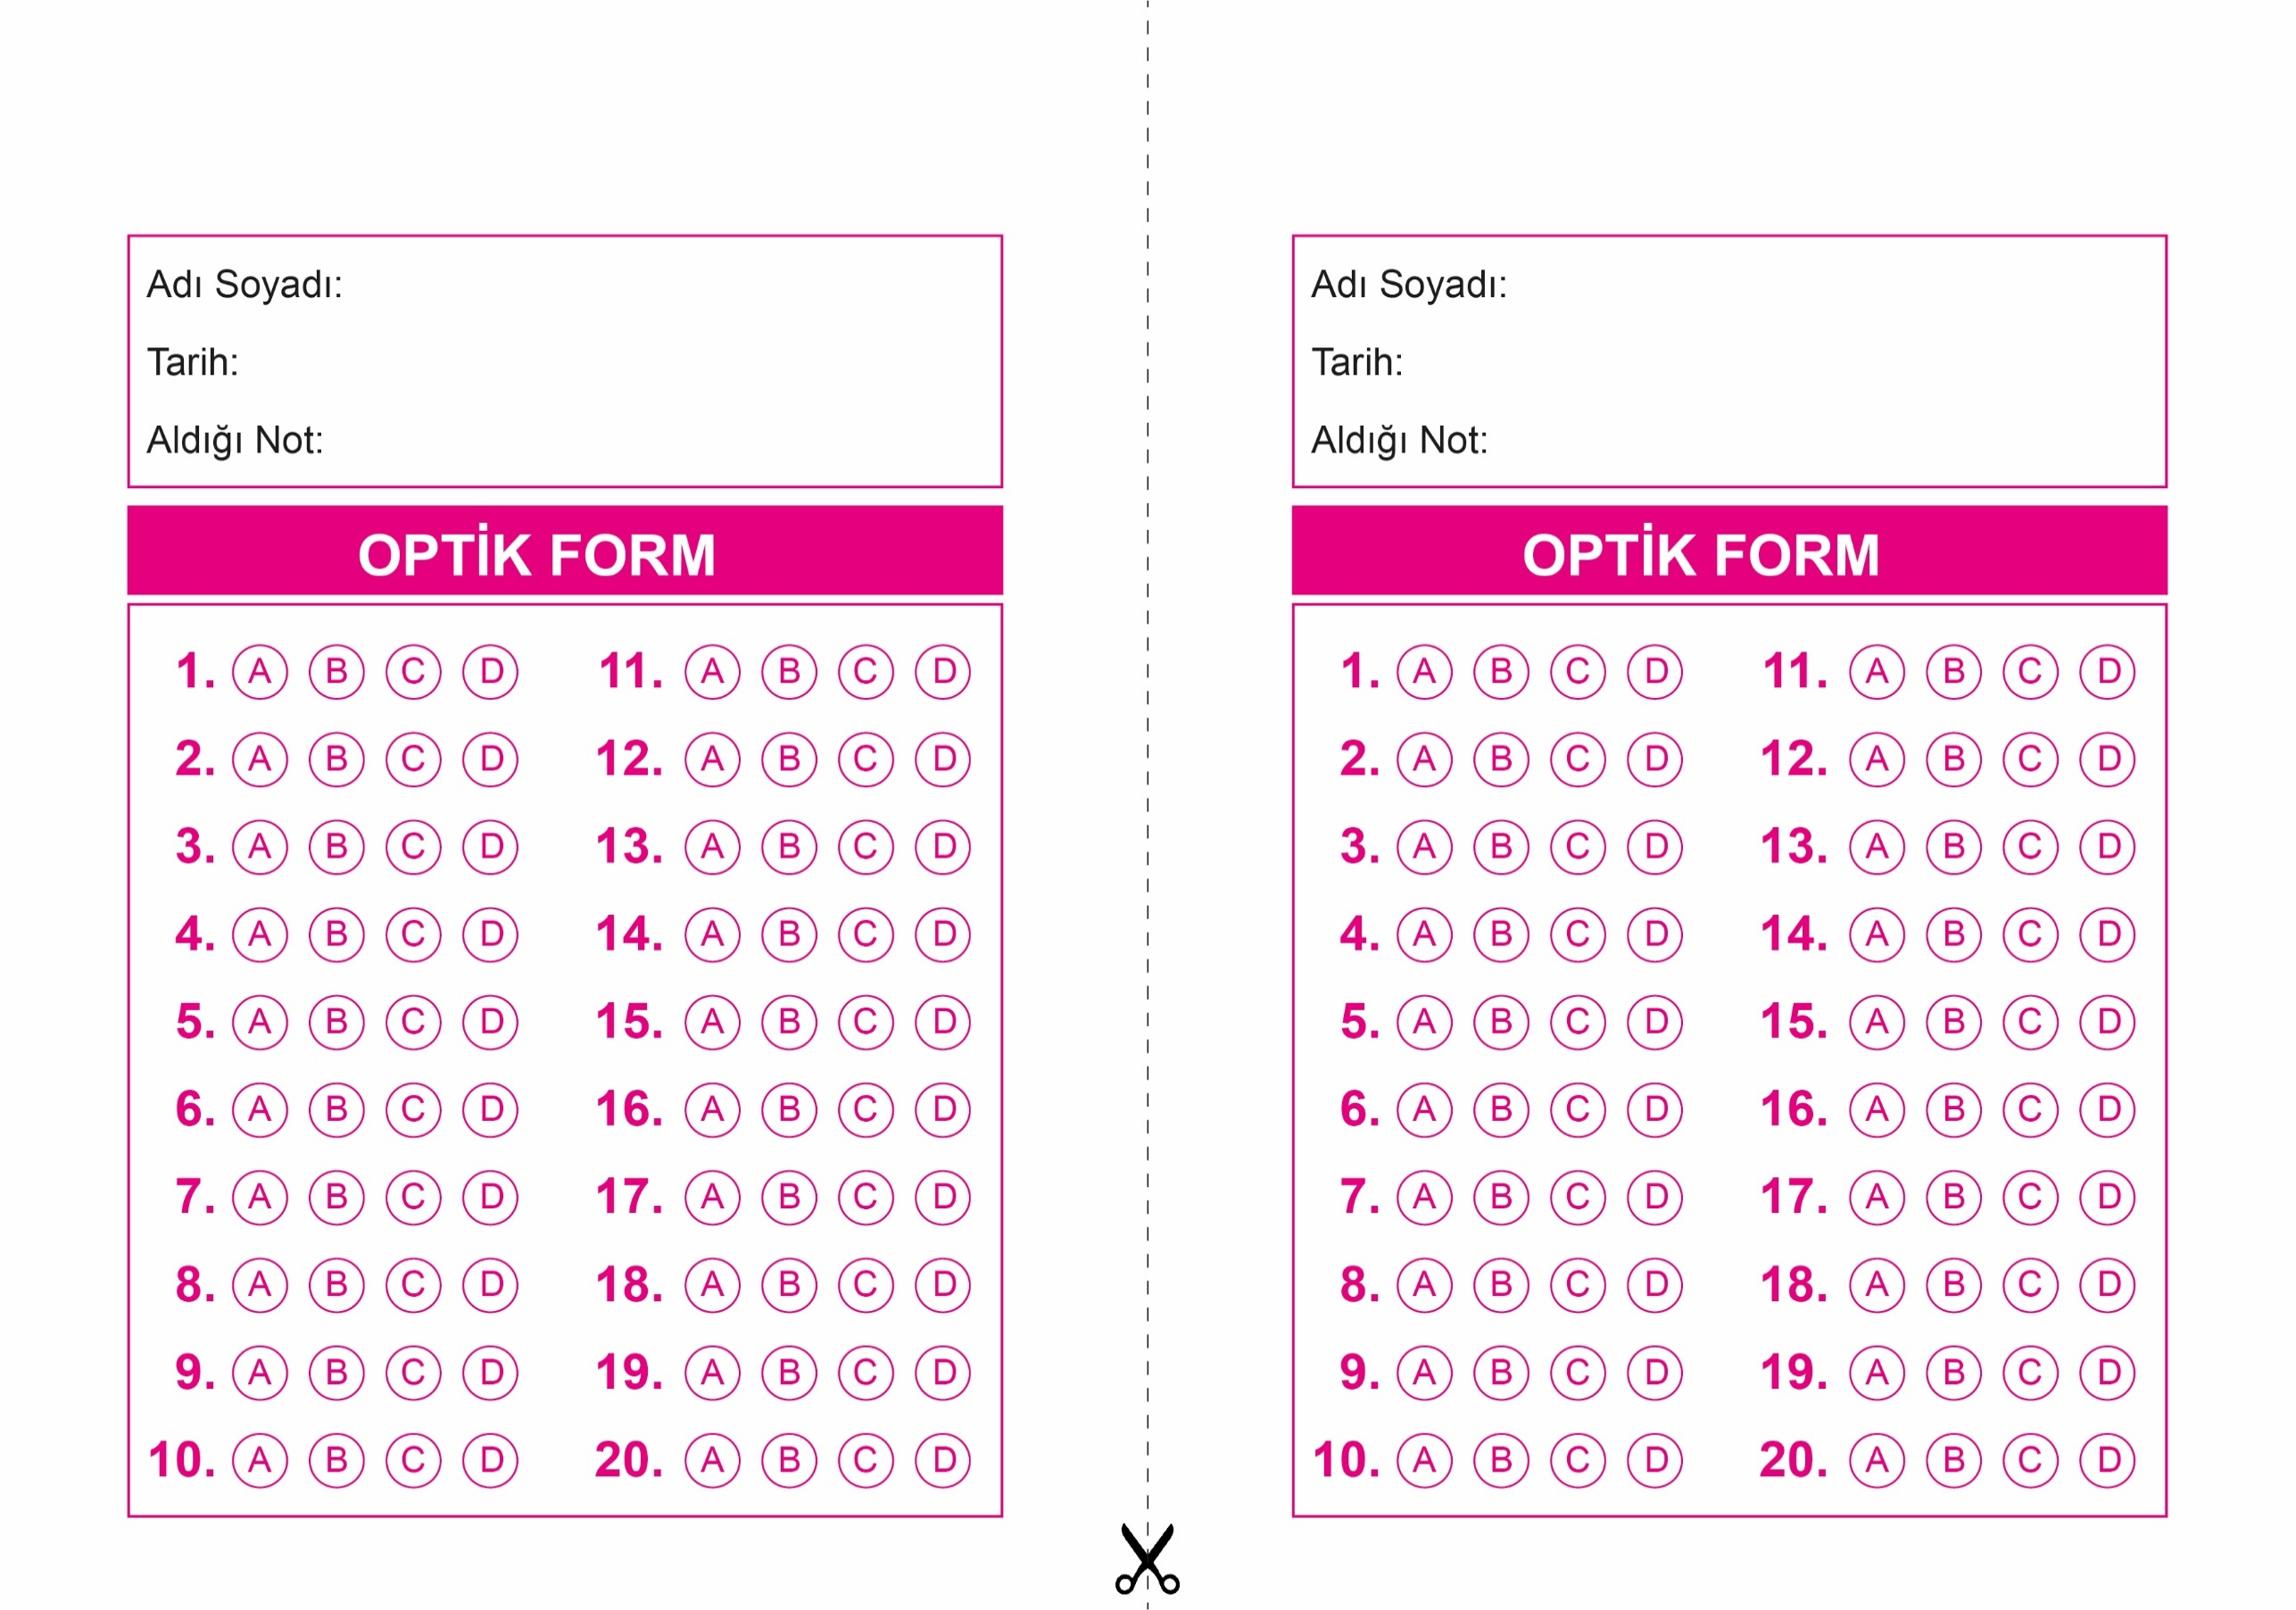 Adı Soyadı:
Tarih:
Aldığı Not:
OPTİK FORM
1. A B C D 11. A B C D
2. A B C D 12. A B C D
3. A B C D 13. A B C D
4. A B C D 14. A B C D
5. A B C D 15. A B C D
6. A B C D 16. A B C D
7. A B C D 17. A B C D
8. A B C D 18. A B C D
9. A B C D 19. A B C D
10. A B C D 20. A B C D
Adı Soyadı:
Tarih:
Aldığı Not:
OPTİK FORM
1. A B C D 11. A B C D
2. A B C D 12. A B C D
3. A B C D 13. A B C D
4. A B C D 14. A B C D
5. A B C D 15. A B C D
6. A B C D 16. A B C D
7. A B C D 17. A B C D
8. A B C D 18. A B C D
9. A B C D 19. A B C D
10. A B C D 20. A B C D